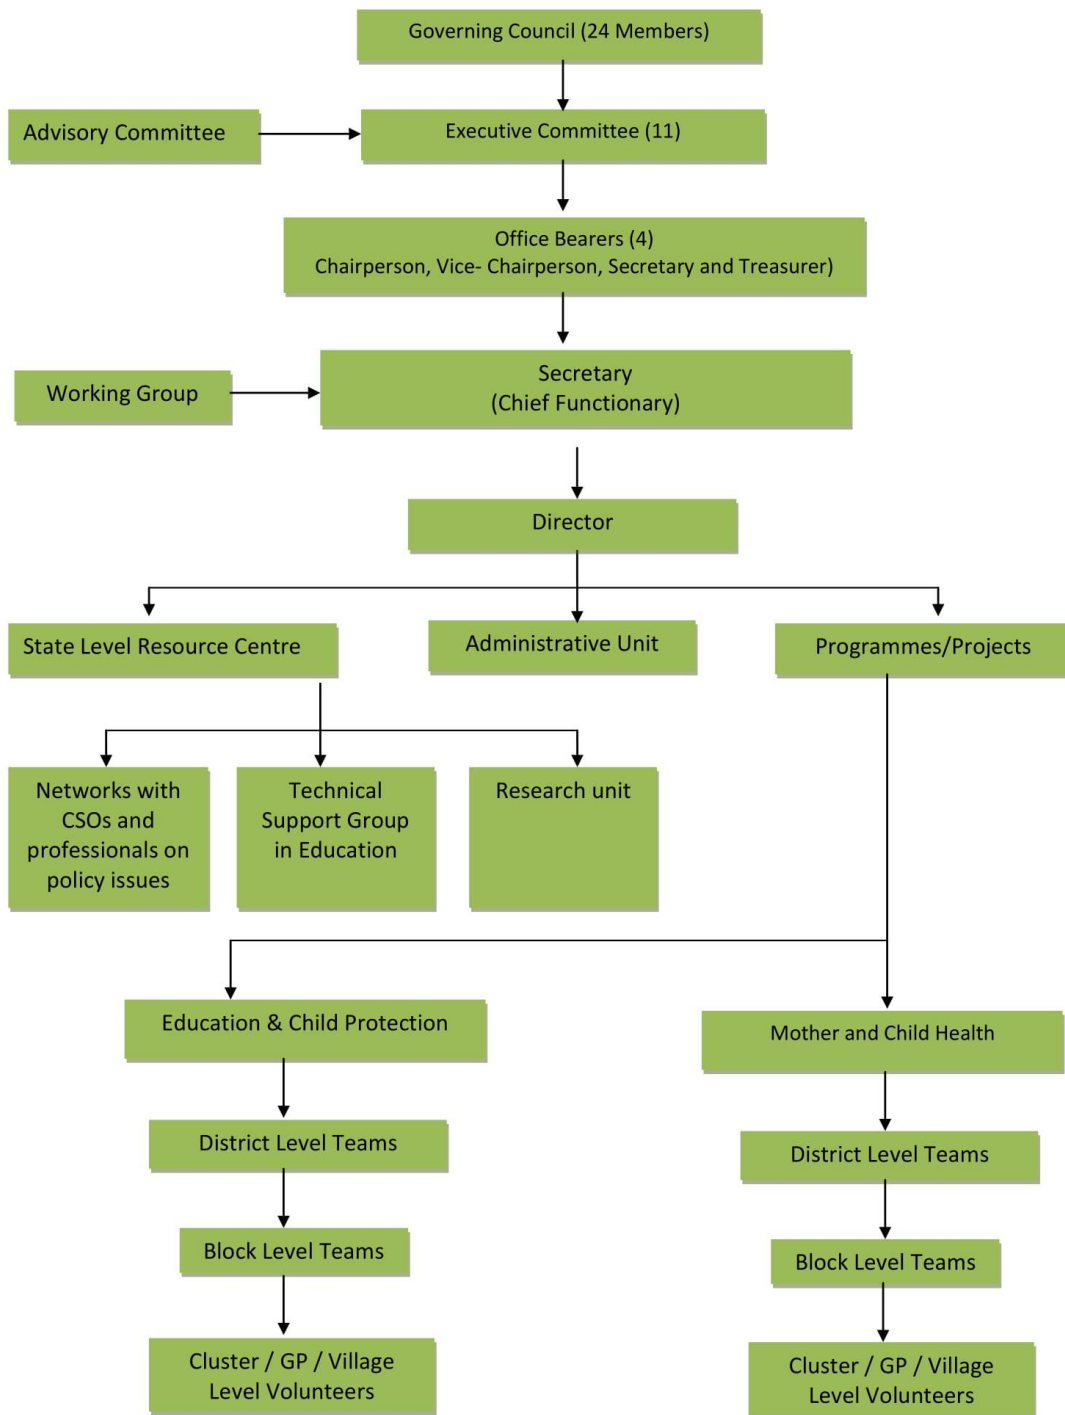 Governing Council (24 Members)
Advisory Committee
Executive Committee (11)
Office Bearers (4)
Chairperson, Vice- Chairperson, Secretary and Treasurer)
Working Group
Secretary
(Chief Functionary)
Director
State Level Resource Centre
Administrative Unit
Programmes/Projects
Networks with
CSOs and
professionals on
policy issues
Technical
Support Group
in Education
Research unit
Education & Child Protection
Mother and Child Health
District Level Teams
District Level Teams
Block Level Teams
Block Level Teams
Cluster / GP / Village
Level Volunteers
Cluster / GP / Village
Level Volunteers